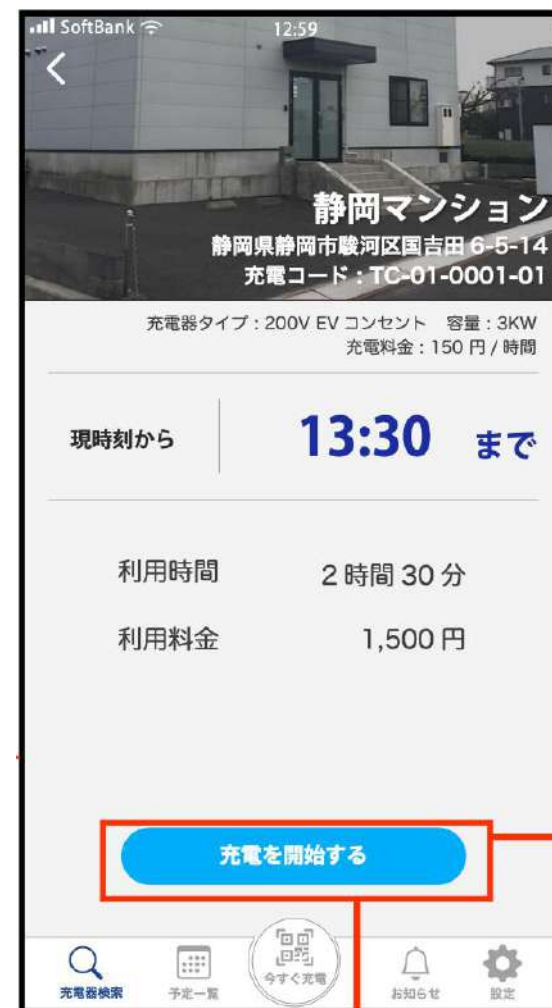 SoftBank 12:59
静岡マンション
静岡県静岡市駿河区国吉田 6-5-14
充電コード：TC-01-0001-01
充電器タイプ：200V EV コンセント 容量：3KW
充電料金：150 円 / 時間
現時刻から 13:30 まで
利用時間 2 時間 30 分
利用料金 1,500 円
充電を開始する
充電器検索 予定一覧 今すぐ充電 お知らせ 設定